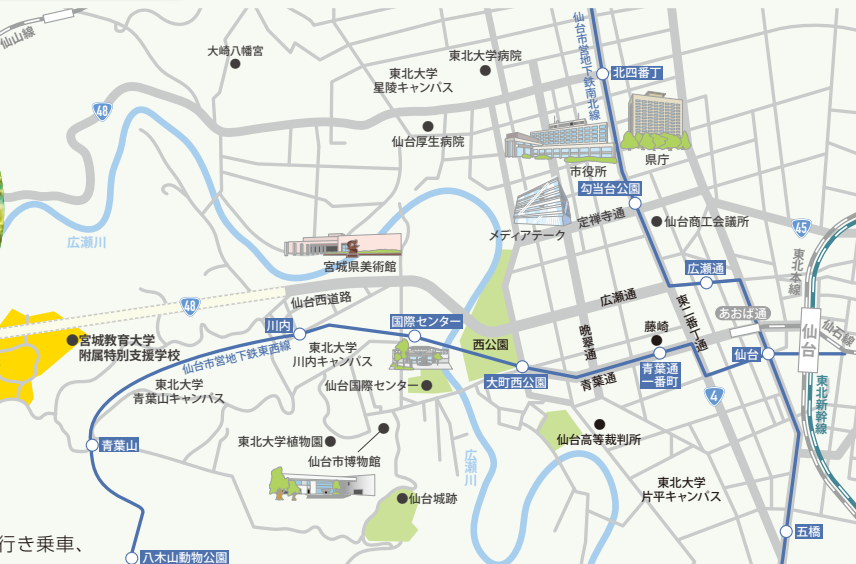 仙山線
大崎八幡宮
東北大学病院
東北大学
星陵キャンパス
仙台市営地下鉄南北線
北四番丁
48
仙台厚生病院
市役所
県庁
勾当台公園
メディアテーク
定禅寺通
仙台商工会議所
45
広瀬川
宮城県美術館
東北本線
広瀬通
48
仙台西道路
広瀬通
あおば通
川内
国際センター
西公園
晩翠通
藤崎
東二番丁通
仙台
仙石線
仙台
宮城教育大学
附属特別支援学校
仙台市営地下鉄東西線
東北大学
川内キャンパス
大町西公園
青葉通
青葉通
一番町
東北大学
青葉山キャンパス
仙台国際センター
4
東北新幹線
青葉山
東北大学植物園
仙台市博物館
広瀬川
仙台高等裁判所
仙台城跡
東北大学
片平キャンパス
五橋
行き乗車、
八木山動物公園